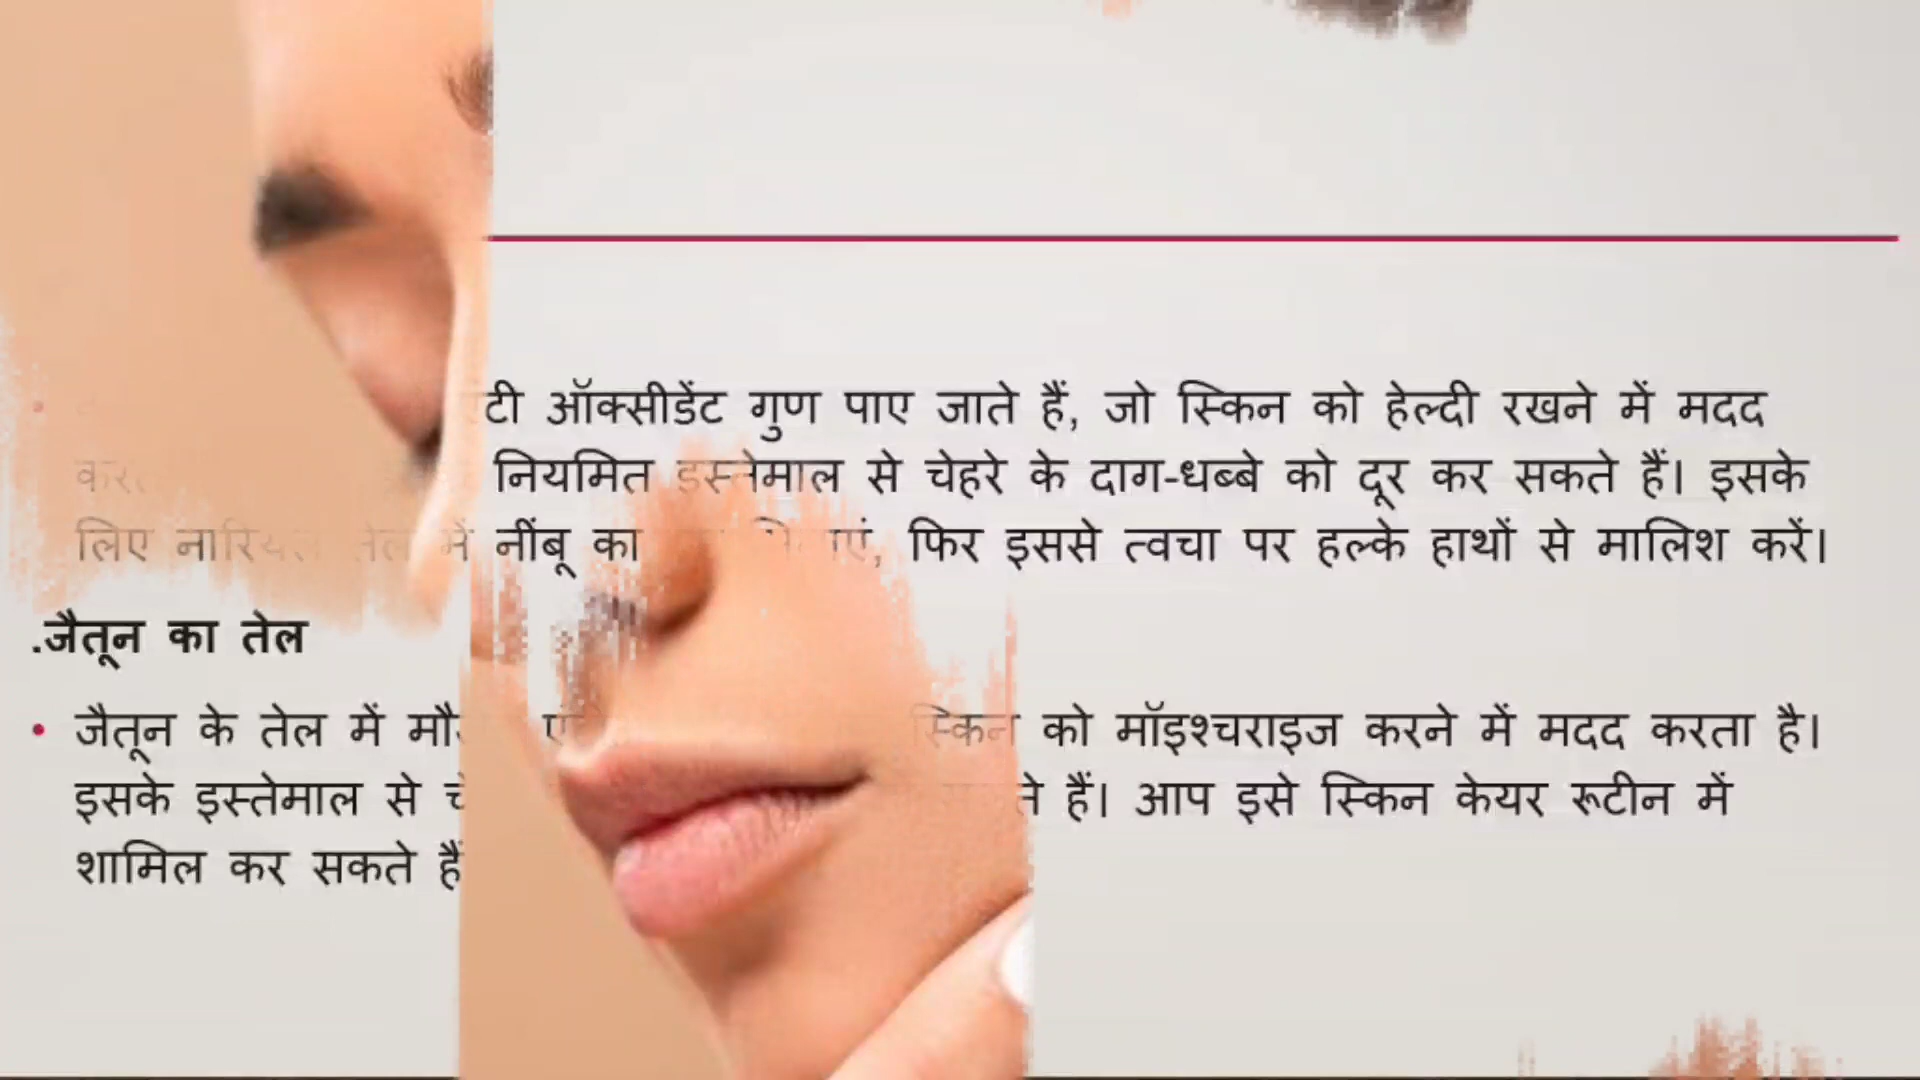 ऑक्सीडेंट गुण पाए जाते हैं, जो स्किन को हेल्दी रखने में मदद
नियमित इस्तेमाल से चेहरे के दाग-धब्बे को दूर कर सकते हैं। इसके
लिए नारियल तेल में नींबू का फिर इससे त्वचा पर हल्के हाथों से मालिश करें।
.जैतून का तेल
जैतून के तेल में स्किन को मॉइश्चराइज करने में मदद करता है।
इसके इस्तेमाल से हैं। आप इसे स्किन केयर रूटीन में
शामिल कर सकते हैं